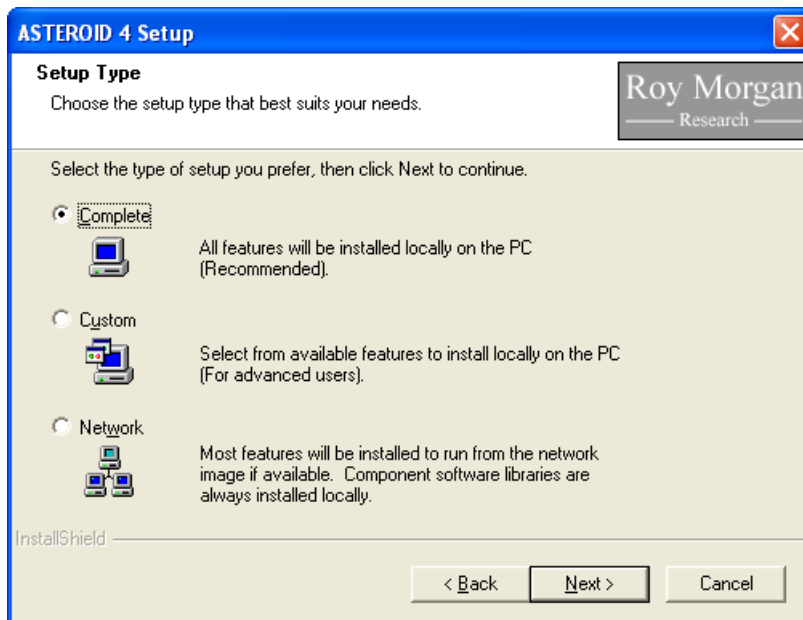 ASTEROID 4 Setup
Setup Type
Choose the setup type that best suits your needs.
Roy Morgan
Research
Select the type of setup you prefer, then click Next to continue.
Complete
All features will be installed locally on the PC
(Recommended).
Custom
Select from available features to install locally on the PC
(For advanced users).
Network
Most features will be installed to run from the network
image if available.  Component software libraries are
always installed locally.
InstallShield
< Back
Next >
Cancel